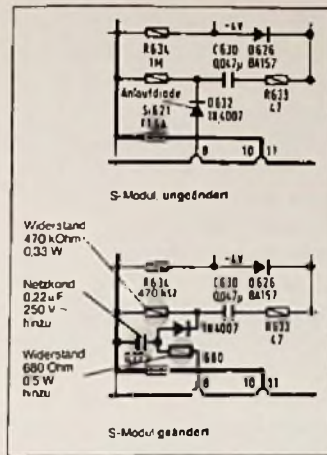 -4V
R634
1M
C630
0,047µ
D626
BA157
Anlaufdiode
D632
1N4007
R633
47
Si621
8
10
11
S-Modul ungeändert
Widerstand
470 kOhm
0,33 W
Netzkond
0,22 µF
250 V ~
hinzu
Widerstand
680 Ohm
0,5 W
hinzu
-4V
R634
470 kΩ
C630
0,047µ
D626
BA157
1N4007
R633
47
680
8
10
11
S-Modul geändert